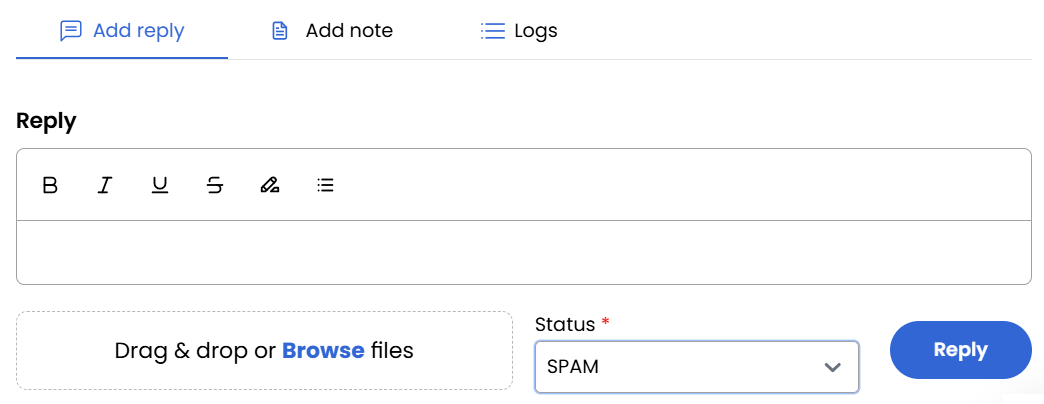 Add reply
Add note
Logs
Reply
Drag & drop or Browse files
Status *
SPAM
Reply